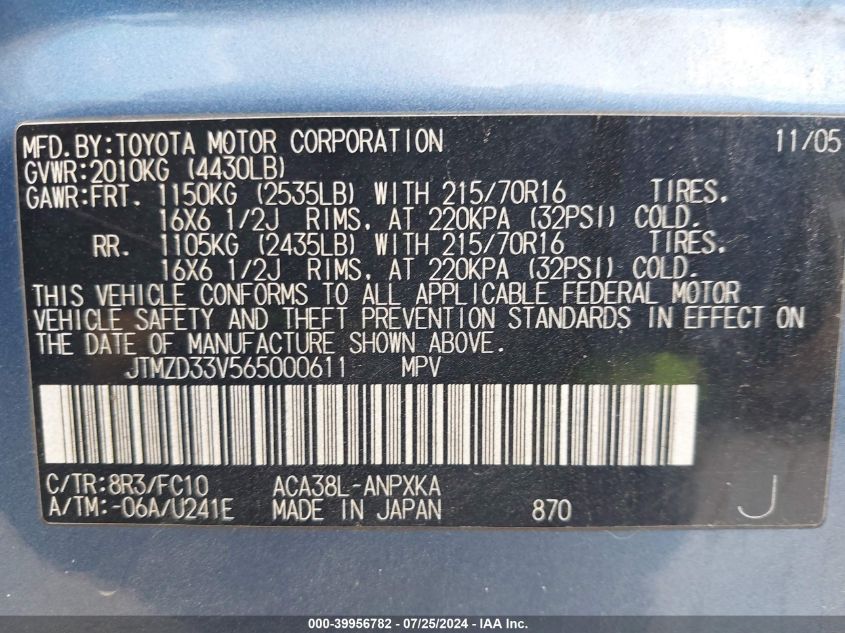 MFD.BY:TOYOTA MOTOR CORPORATION 11/05
GVWR:2010KG (4430LB)
GAWR:FRT. 1150KG (2535LB) WITH 215/70R16 TIRES,
16X6 1/2J RIMS, AT 220KPA (32PSI) COLD.
RR. 1105KG (2435LB) WITH 215/70R16 TIRES,
16X6 1/2J RIMS, AT 220KPA (32PSI) COLD.
THIS VEHICLE CONFORMS TO ALL APPLICABLE FEDERAL MOTOR
VEHICLE SAFETY AND THEFT PREVENTION STANDARDS IN EFFECT ON
THE DATE OF MANUFACTURE SHOWN ABOVE.
JTMZD33V565000611 MPV
C/TR:8R3/FC10 ACA38L-ANPXKA
A/TM:-06A/U241E MADE IN JAPAN 870 J
000-39956782 - 07/25/2024 - IAA Inc.